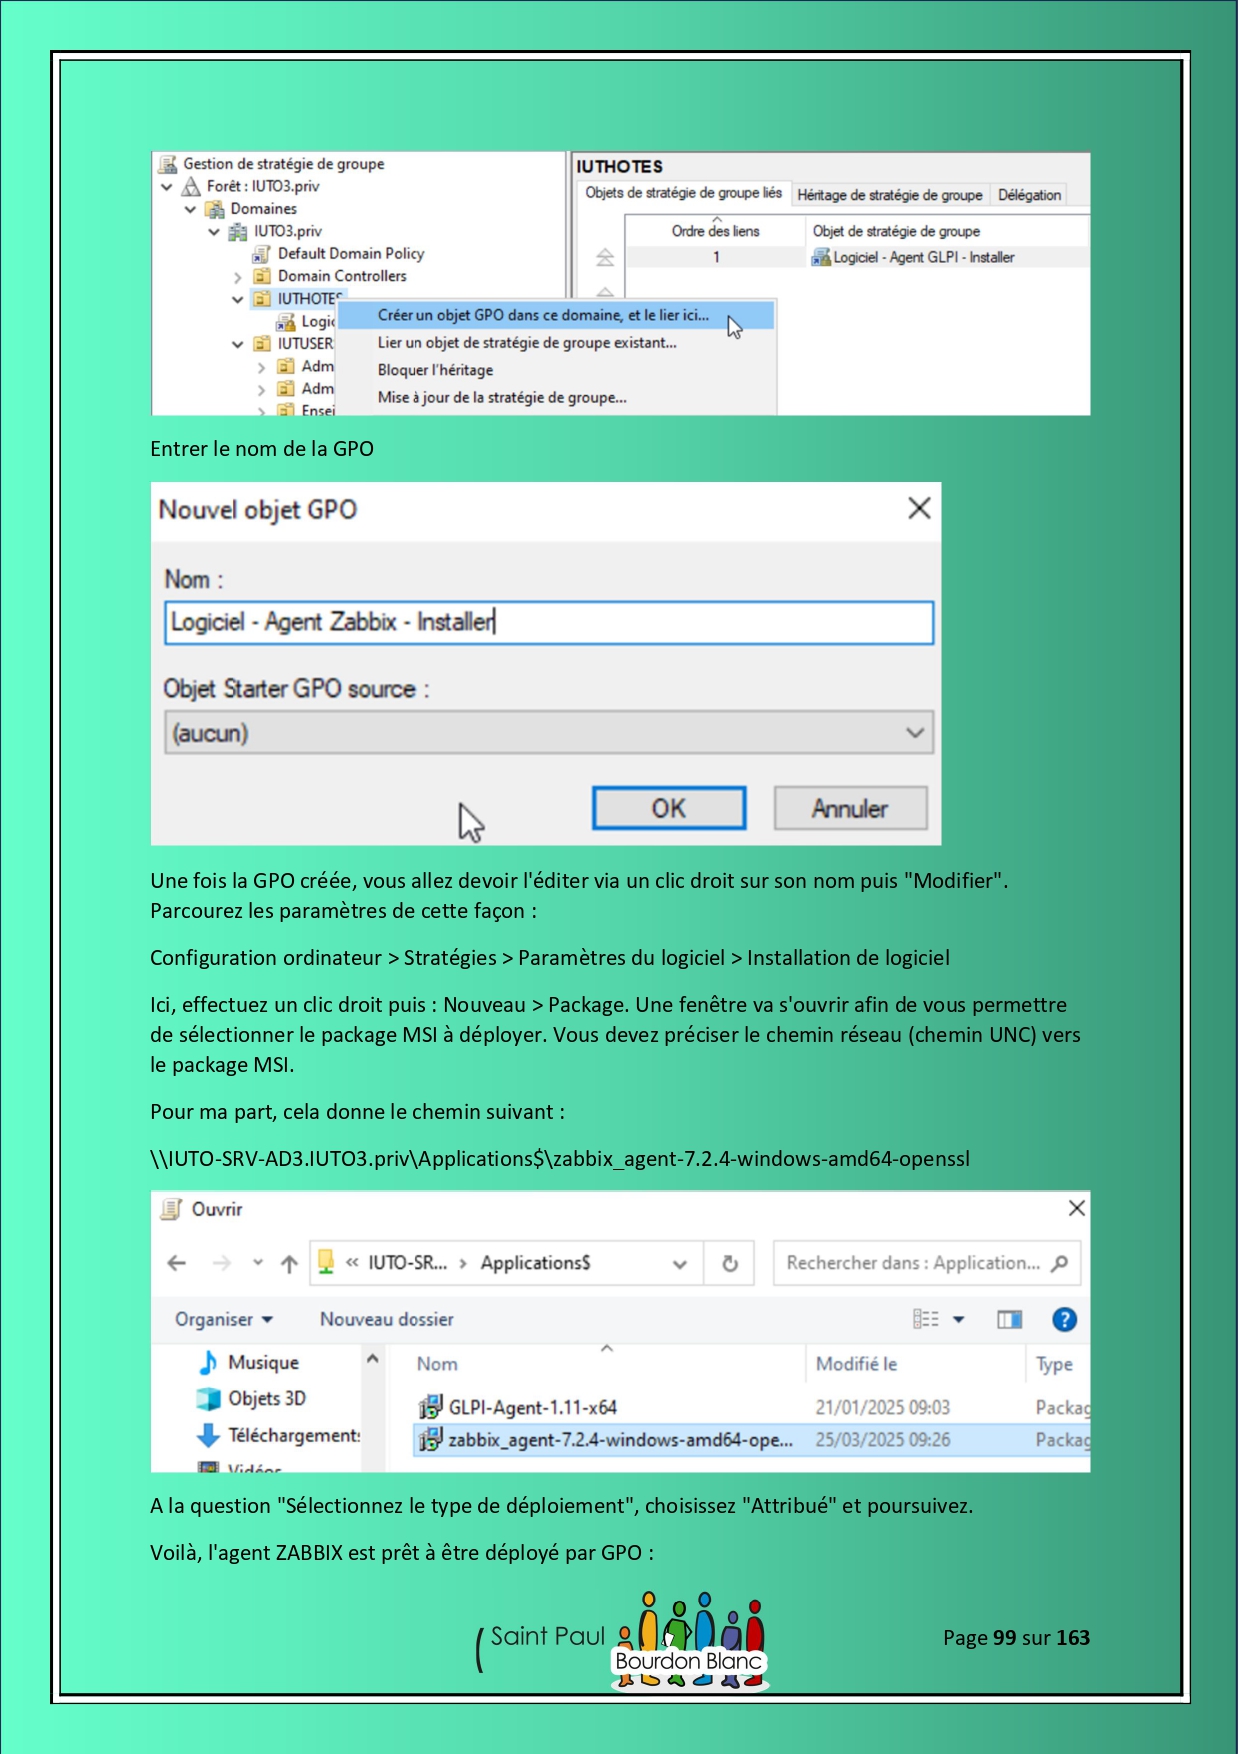 Gestion de stratégie de groupe
Forêt : IUTO3.priv
Domaines
IUTO3.priv
Default Domain Policy
Domain Controllers
IUTHOTES
Logic
IUTUSER
Adm
Adm
Ensei
IUTHOTES
Objets de stratégie de groupe liés
Héritage de stratégie de groupe
Délégation
Ordre des liens
Objet de stratégie de groupe
1
Logiciel - Agent GLPI - Installer
Créer un objet GPO dans ce domaine, et le lier ici...
Lier un objet de stratégie de groupe existant...
Bloquer l'héritage
Mise à jour de la stratégie de groupe...
Entrer le nom de la GPO
Nouvel objet GPO
Nom :
Logiciel - Agent Zabbix - Installer
Objet Starter GPO source :
(aucun)
OK
Annuler
Une fois la GPO créée, vous allez devoir l'éditer via un clic droit sur son nom puis "Modifier".
Parcourez les paramètres de cette façon :
Configuration ordinateur > Stratégies > Paramètres du logiciel > Installation de logiciel
Ici, effectuez un clic droit puis : Nouveau > Package. Une fenêtre va s'ouvrir afin de vous permettre
de sélectionner le package MSI à déployer. Vous devez préciser le chemin réseau (chemin UNC) vers
le package MSI.
Pour ma part, cela donne le chemin suivant :
\\IUTO-SRV-AD3.IUTO3.priv\Applications$\zabbix_agent-7.2.4-windows-amd64-openssl
Ouvrir
« IUTO-SR... > Applications$
Rechercher dans : Application...
Organiser
Nouveau dossier
Musique
Objets 3D
Téléchargements
Vidéos
Nom
Modifié le
Type
GLPI-Agent-1.11-x64
21/01/2025 09:03
Packag
zabbix_agent-7.2.4-windows-amd64-ope...
25/03/2025 09:26
Packag
A la question "Sélectionnez le type de déploiement", choisissez "Attribué" et poursuivez.
Voilà, l'agent ZABBIX est prêt à être déployé par GPO :
Saint Paul
Bourdon Blanc
Page 99 sur 163